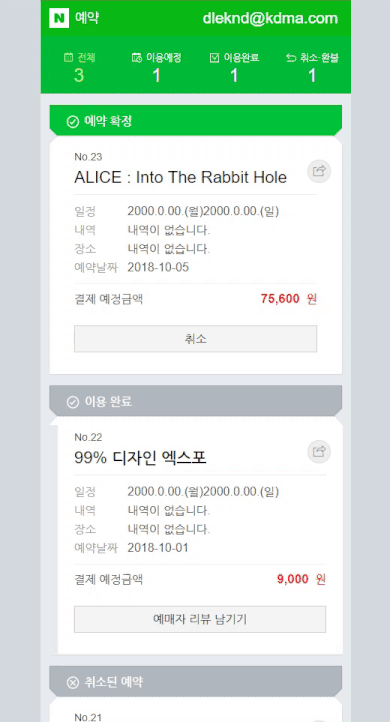 N 예약 dleknd@kdma.com
전체 이용예정 이용완료 취소·환불
3 1 1 1
예약 확정
No.23
ALICE : Into The Rabbit Hole
일정 2000.0.00.(월)2000.0.00.(일)
내역 내역이 없습니다.
장소 내역이 없습니다.
예약날짜 2018-10-05
결제 예정금액 75,600 원
취소
이용 완료
No.22
99% 디자인 엑스포
일정 2000.0.00.(월)2000.0.00.(일)
내역 내역이 없습니다.
장소 내역이 없습니다.
예약날짜 2018-10-01
결제 예정금액 9,000 원
예매자 리뷰 남기기
취소된 예약
No.21